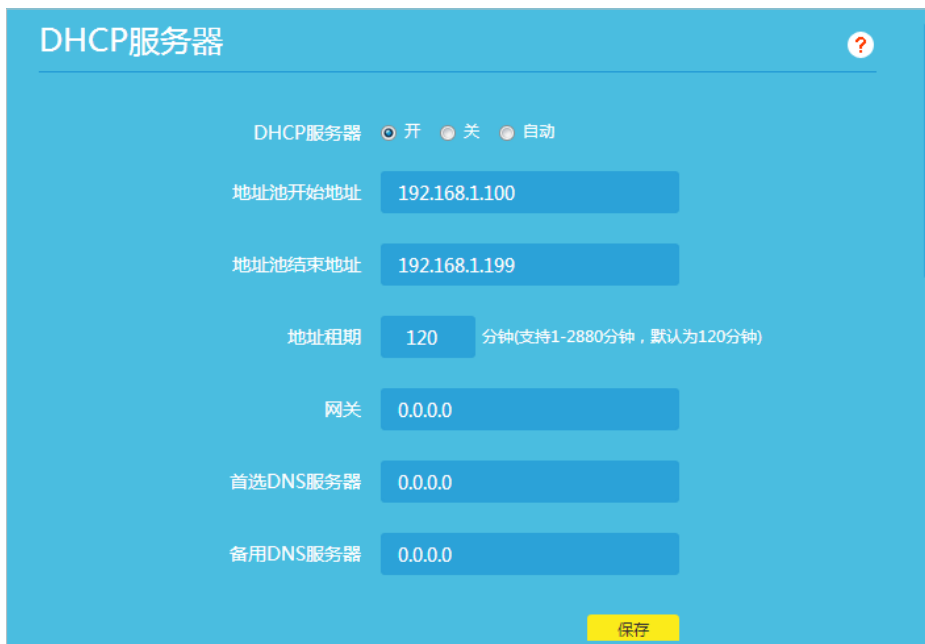 DHCP服务器
?
DHCP服务器 开 关 自动
地址池开始地址 192.168.1.100
地址池结束地址 192.168.1.199
地址租期 120 分钟(支持1-2880分钟，默认为120分钟)
网关 0.0.0.0
首选DNS服务器 0.0.0.0
备用DNS服务器 0.0.0.0
保存